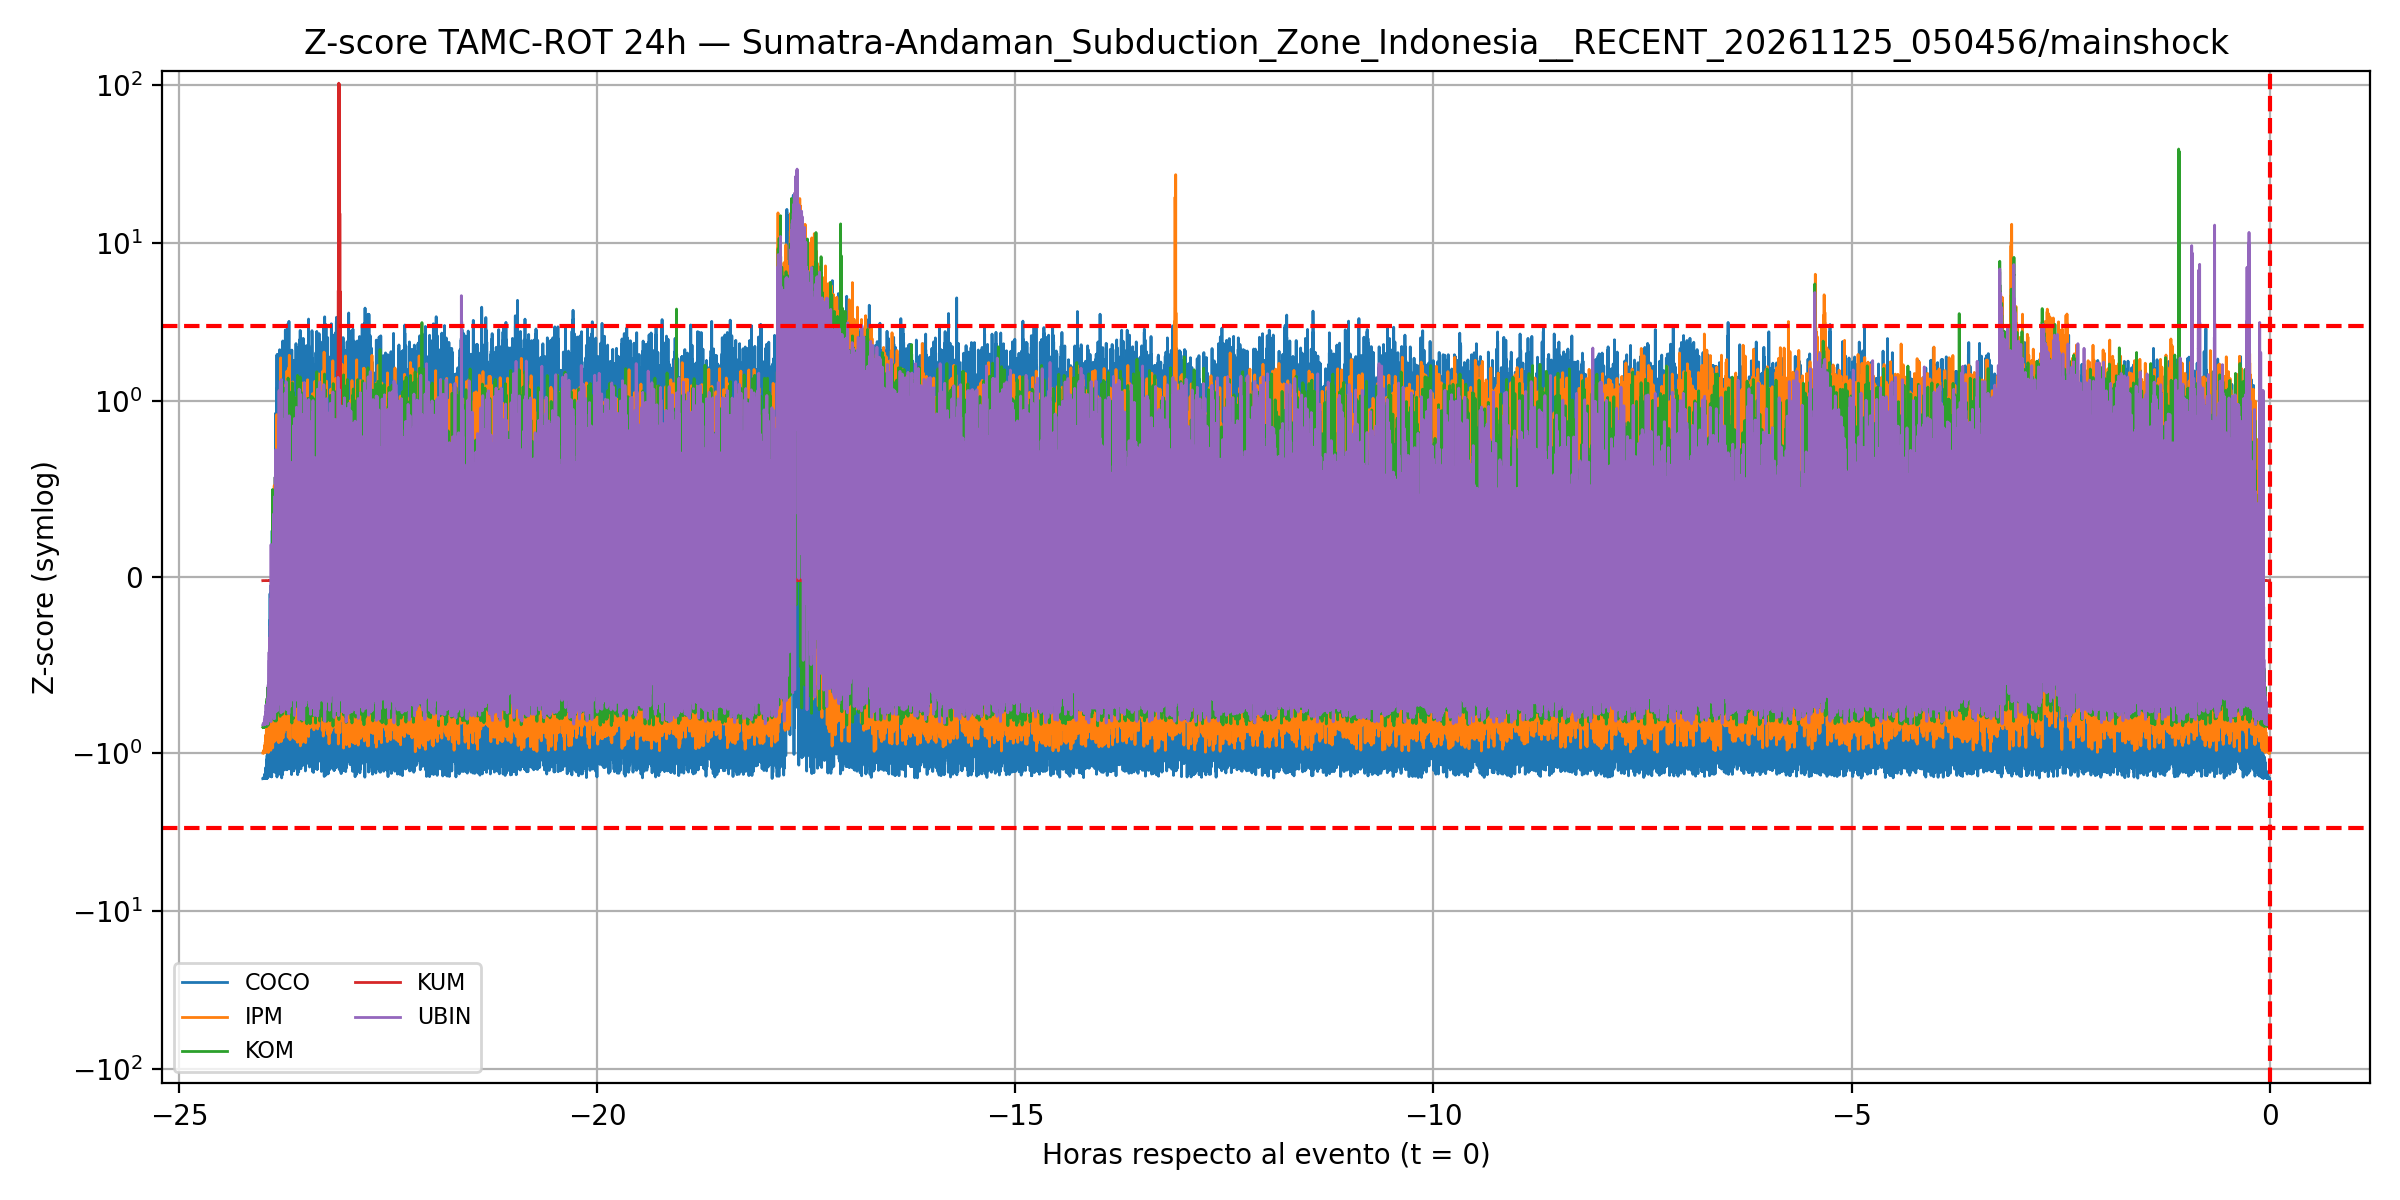 Z-score TAMC-ROT 24h — Sumatra-Andaman_Subduction_Zone_Indonesia__RECENT_20261125_050456/mainshock
Z-score (symlog)
10²
10¹
10⁰
0
−10⁰
−10¹
−10²
COCO
IPM
KOM
KUM
UBIN
−25
−20
−15
−10
−5
0
Horas respecto al evento (t = 0)